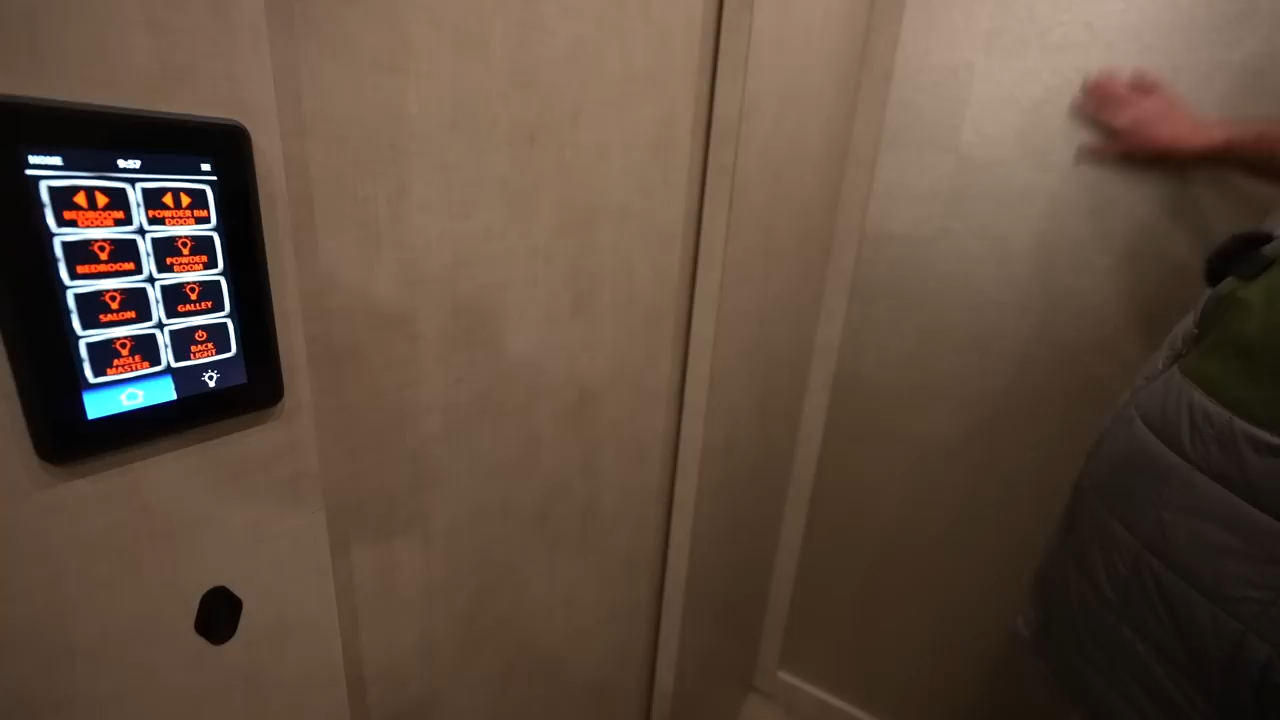 HOME 9:57
BEDROOM
DOOR
POWDER RM
DOOR
BEDROOM
POWDER
ROOM
SALON
GALLEY
AISLE
MASTER
BACK
LIGHT